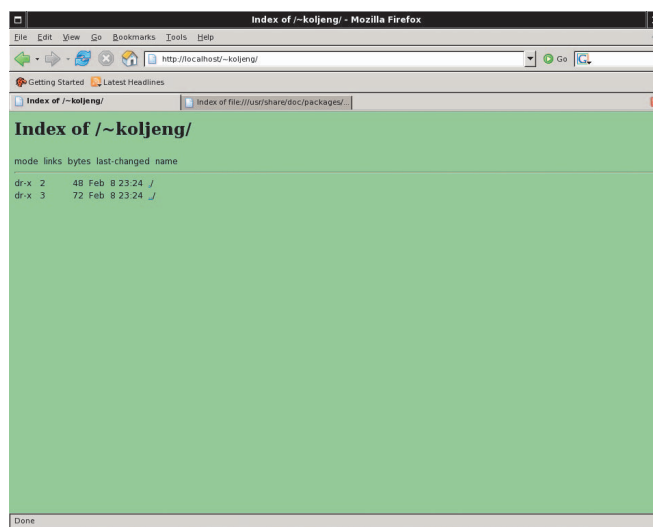 Index of /~koljeng/ - Mozilla Firefox
File Edit View Go Bookmarks Tools Help
http://localhost/~koljeng/ Go G
Getting Started Latest Headlines
Index of /~koljeng/ Index of file:///usr/share/doc/packages/...
Index of /~koljeng/
mode links bytes last-changed name
dr-x 2 48 Feb 8 23:24 ./
dr-x 3 72 Feb 8 23:24 ../
Done